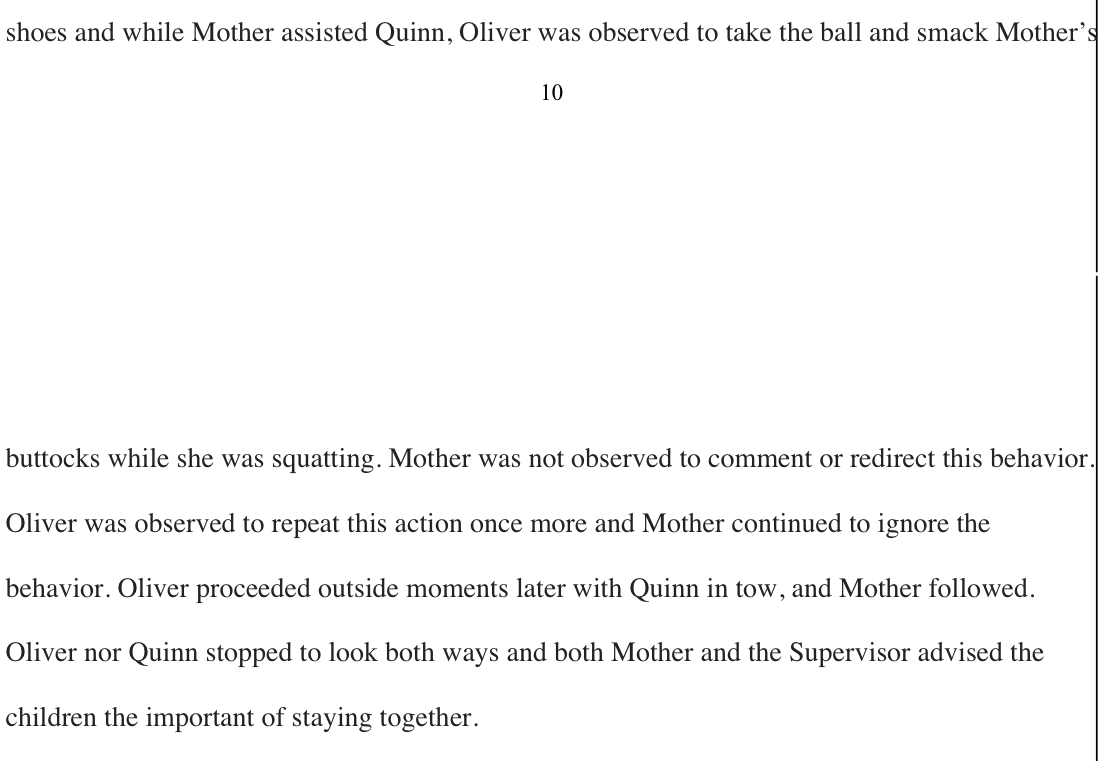 shoes and while Mother assisted Quinn, Oliver was observed to take the ball and smack Mother’s
10
buttocks while she was squatting. Mother was not observed to comment or redirect this behavior.
Oliver was observed to repeat this action once more and Mother continued to ignore the
behavior. Oliver proceeded outside moments later with Quinn in tow, and Mother followed.
Oliver nor Quinn stopped to look both ways and both Mother and the Supervisor advised the
children the important of staying together.